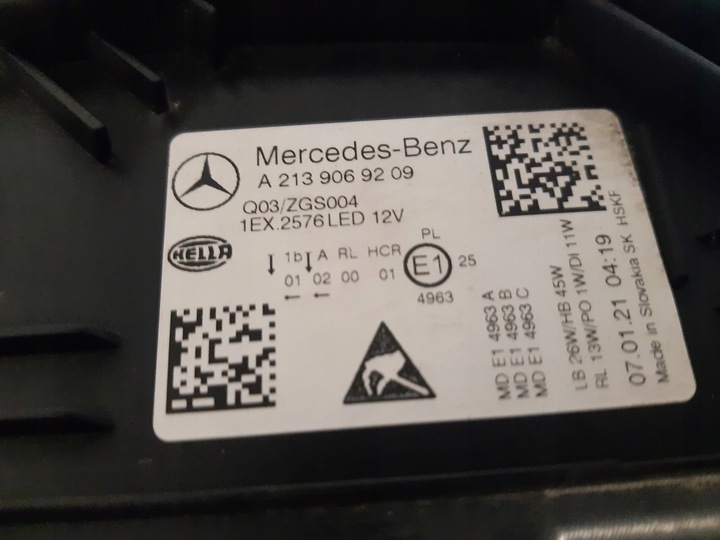 Mercedes-Benz
A 213 906 92 09
Q03/ZGS004
1EX.2576 LED 12V
HELLA
1b A RL HCR PL
01 02 00 01 E1 25
4963
MD E1 4963 A
MD E1 4963 B
MD E1 4963 C
LB 26W/HB 45W
RL 13W/PO 1W/DI 11W
07.01.21 04:19
Made in Slovakia SK HSKF